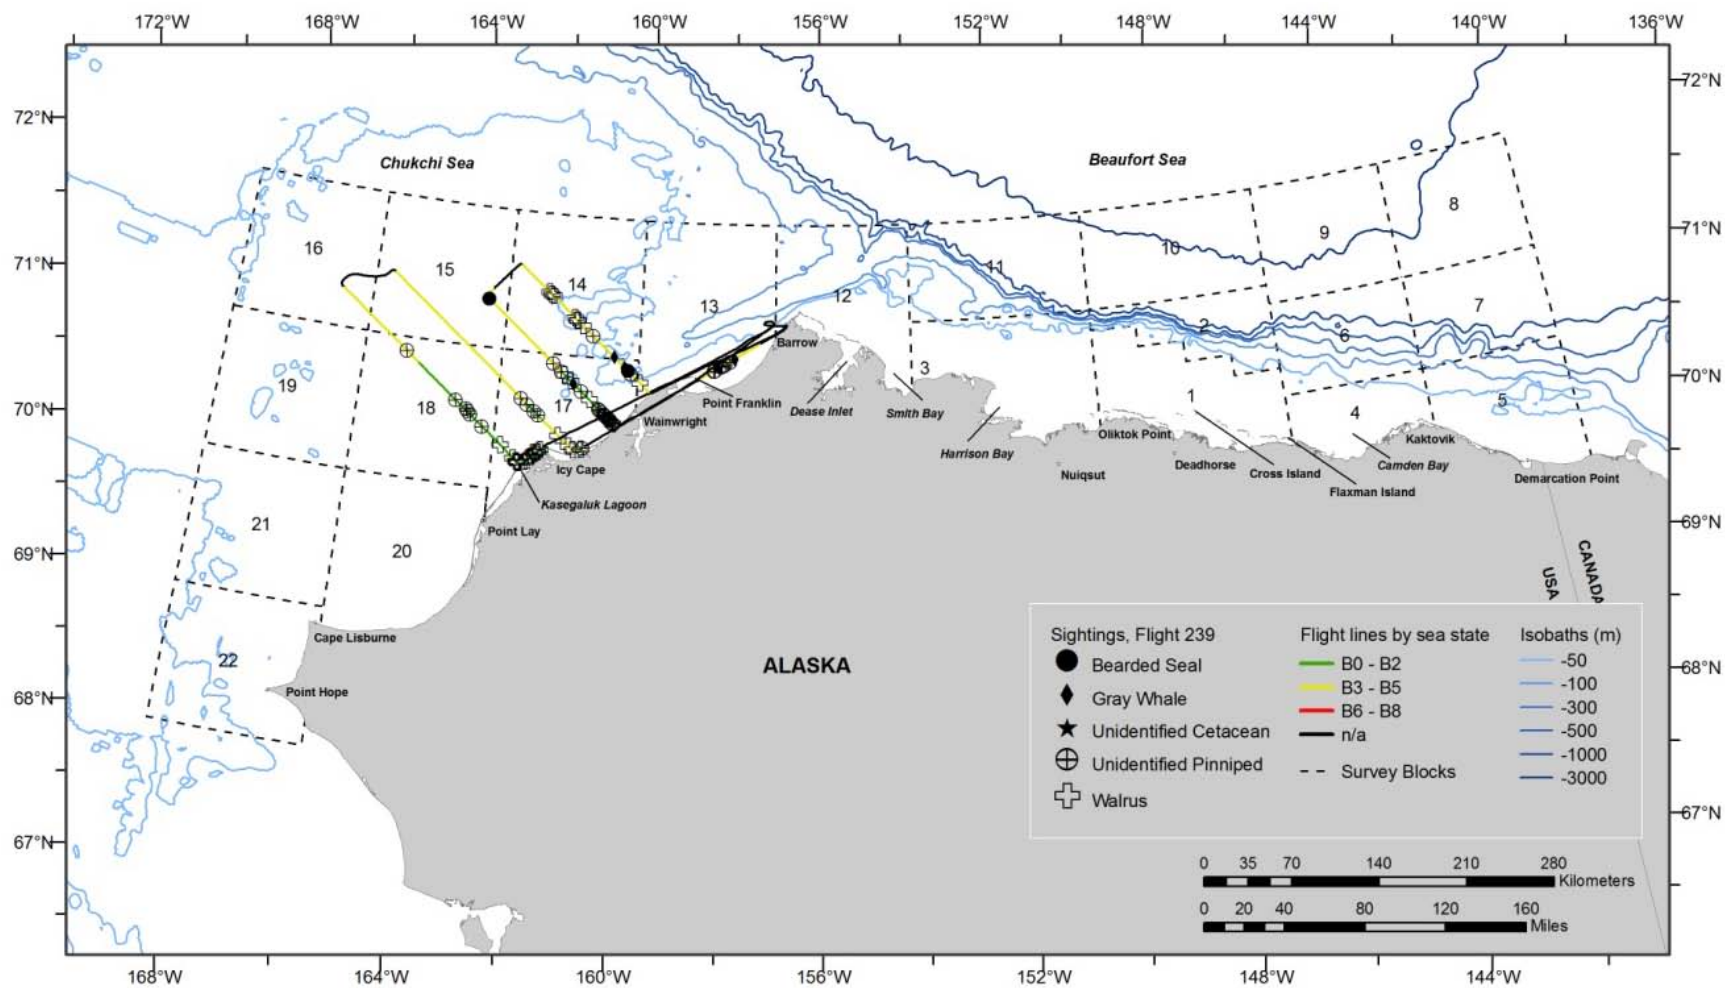 172°W 168°W 164°W 160°W 156°W 152°W 148°W 144°W 140°W 136°W
72°N 72°N
Chukchi Sea Beaufort Sea
8
9
16 10
71°N 71°N
15 14 11
12
13 7
2 6
Barrow
70°N 70°N
19 3
Point Franklin Dease Inlet Smith Bay 1
18 17 4 5
Wainwright
Oliktok Point Kaktovik
Harrison Bay
Icy Cape Deadhorse Camden Bay
Nuiqsut Cross Island Demarcation Point
Flaxman Island
Kasegaluk Lagoon
21 69°N
Point Lay
69°N 20
CANADA
USA
Cape Lisburne
22
68°N
Point Hope
68°N
ALASKA
67°N
67°N
Sightings, Flight 239
Bearded Seal
Gray Whale
Unidentified Cetacean
Unidentified Pinniped
Walrus
Flight lines by sea state
B0 - B2
B3 - B5
B6 - B8
n/a
Survey Blocks
Isobaths (m)
-50
-100
-300
-500
-1000
-3000
0 35 70 140 210 280
Kilometers
0 20 40 80 120 160
Miles
168°W 164°W 160°W 156°W 152°W 148°W 144°W